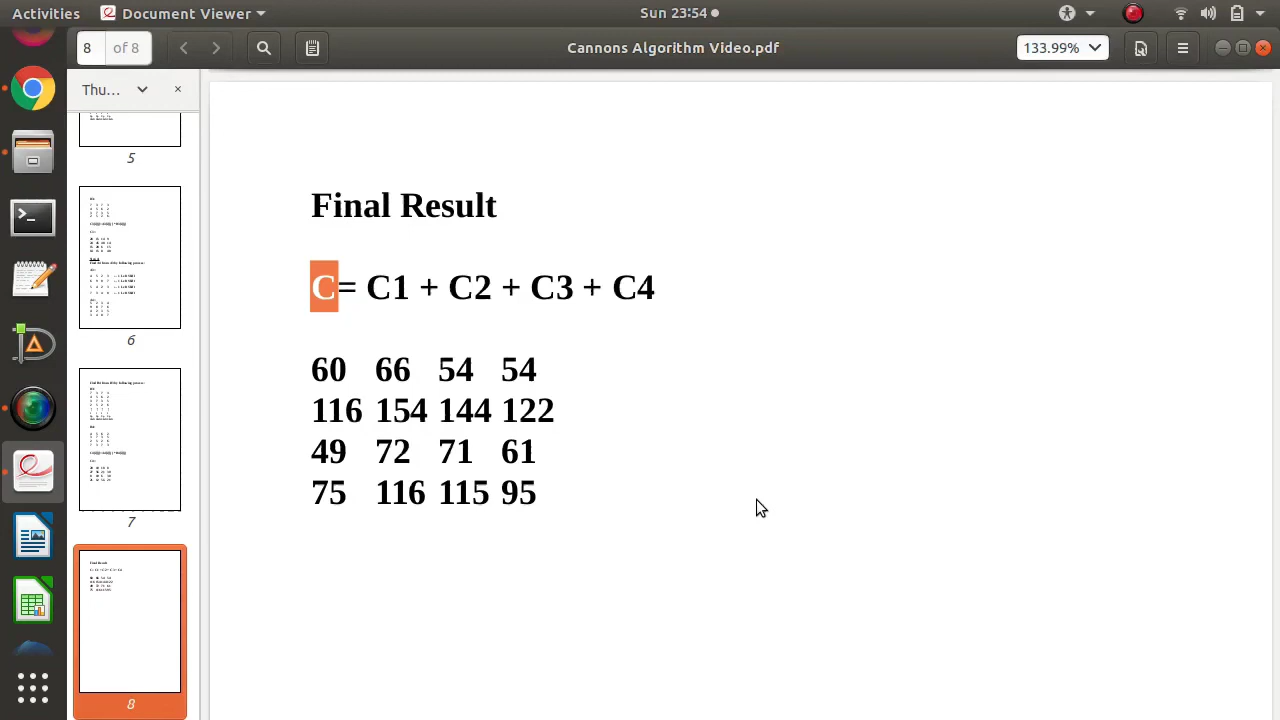 Activities Document Viewer Sun 23:54
8 of 8 Cannons Algorithm Video.pdf 133.99%
Thu...
5
6
7
8
Final Result
C= C1 + C2 + C3 + C4
60 66 54 54
116 154 144 122
49 72 71 61
75 116 115 95